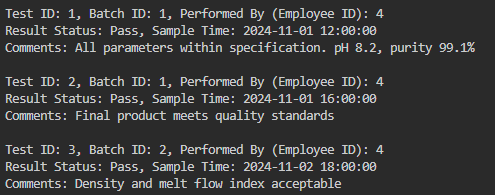 Test ID: 1, Batch ID: 1, Performed By (Employee ID): 4
Result Status: Pass, Sample Time: 2024-11-01 12:00:00
Comments: All parameters within specification. pH 8.2, purity 99.1%
Test ID: 2, Batch ID: 1, Performed By (Employee ID): 4
Result Status: Pass, Sample Time: 2024-11-01 16:00:00
Comments: Final product meets quality standards
Test ID: 3, Batch ID: 2, Performed By (Employee ID): 4
Result Status: Pass, Sample Time: 2024-11-02 18:00:00
Comments: Density and melt flow index acceptable